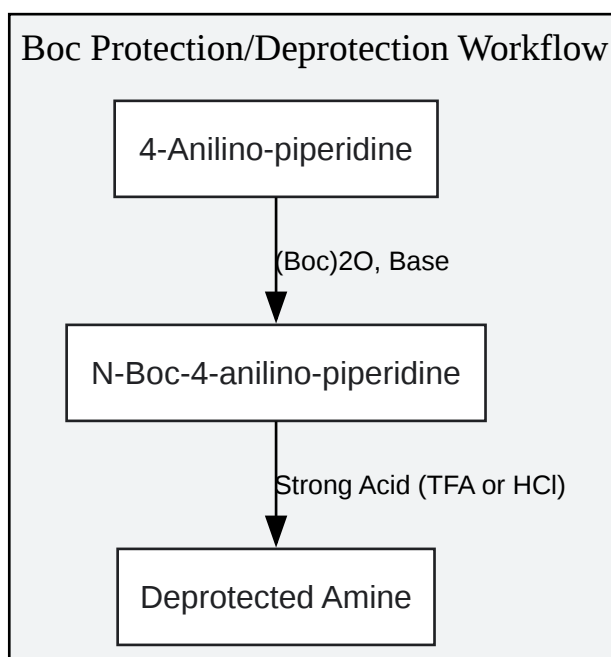 Boc Protection/Deprotection Workflow
4-Anilino-piperidine
(Boc)2O, Base
N-Boc-4-anilino-piperidine
Strong Acid (TFA or HCl)
Deprotected Amine